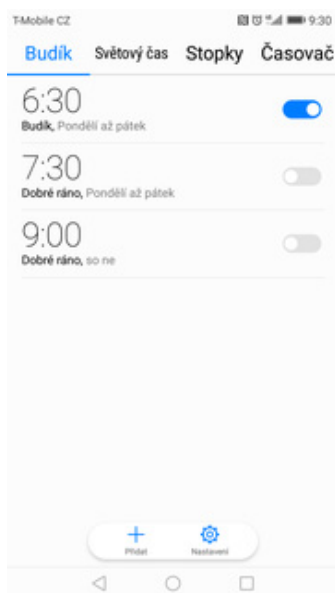 T-Mobile CZ 9:30
Budík Světový čas Stopky Časovač
6:30
Budík, Pondělí až pátek
7:30
Dobré ráno, Pondělí až pátek
9:00
Dobré ráno, so ne
Přidat Nastavení